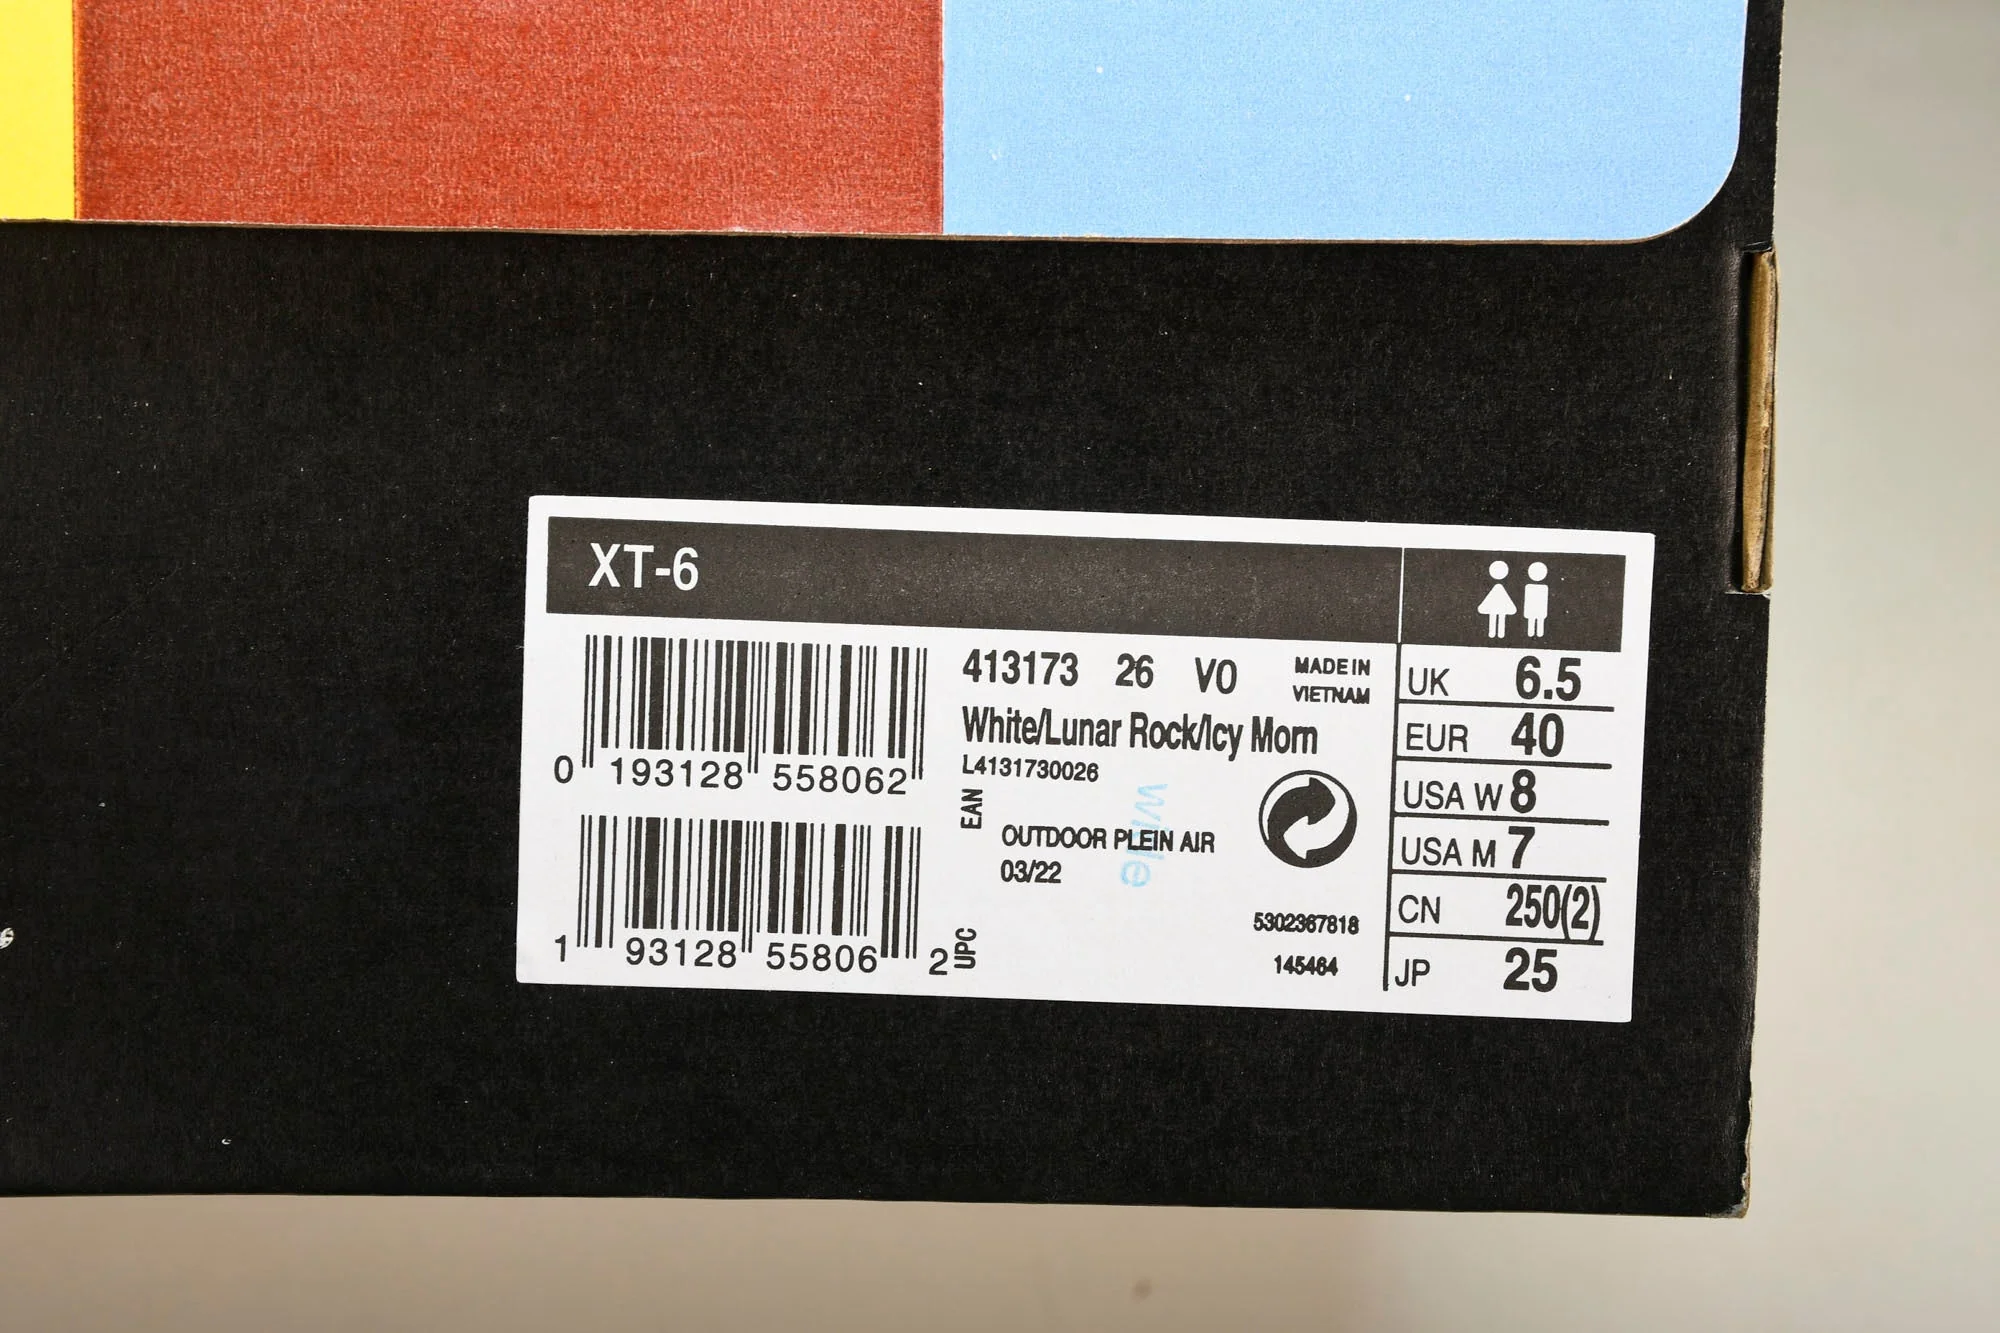 XT-6
413173 26 V0
MADE IN
VIETNAM
White/Lunar Rock/Icy Morn
L4131730026
0 193128 558062
EAN
OUTDOOR PLEIN AIR
03/22
1 93128 55806 2
UPC
5302367818
145464
UK 6.5
EUR 40
USA W 8
USA M 7
CN 250(2)
JP 25